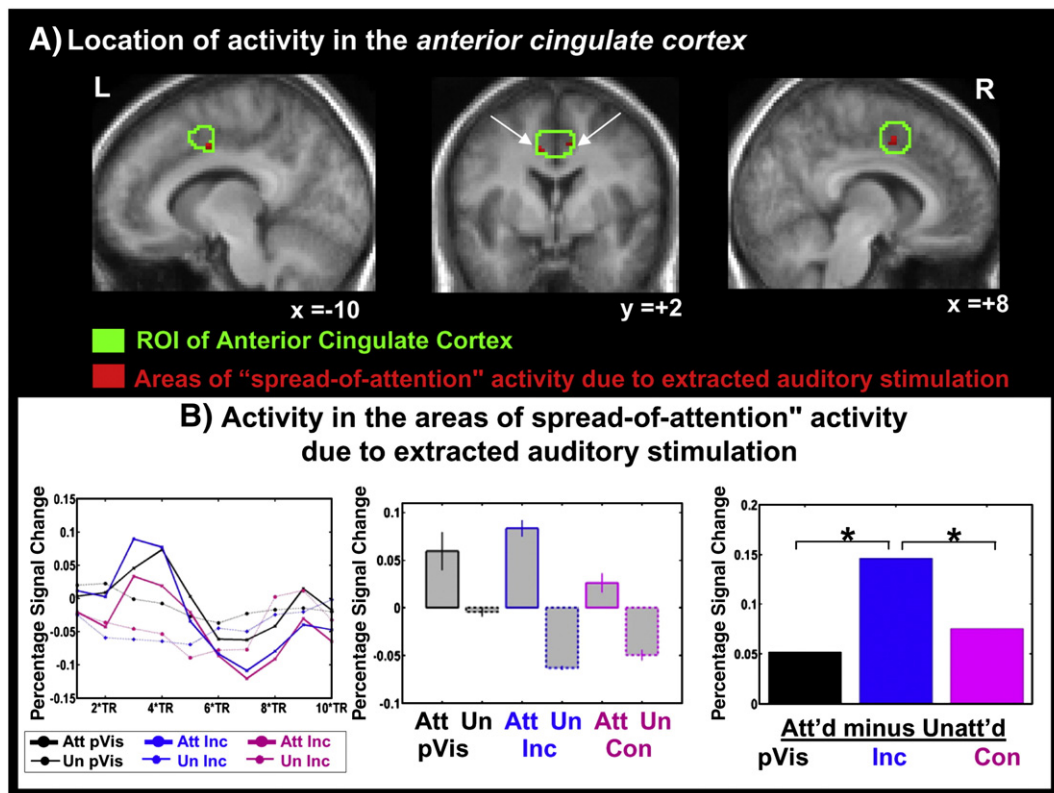 A) Location of activity in the anterior cingulate cortex
L
R
x =-10
y =+2
x =+8
ROI of Anterior Cingulate Cortex
Areas of “spread-of-attention" activity due to extracted auditory stimulation
B) Activity in the areas of spread-of-attention" activity
due to extracted auditory stimulation
Percentage Signal Change
0.15
0.1
0.05
0
-0.05
-0.1
-0.15
2*TR 4*TR 6*TR 8*TR 10*TR
Att pVis Att Inc Att Inc
Un pVis Un Inc Un Inc
Percentage Signal Change
0.1
0.05
0
-0.05
-0.1
Att Un Att Un Att Un
pVis Inc Con
Percentage Signal Change
0.2
0.15
0.1
0.05
0
* *
Att’d minus Unatt’d
pVis Inc Con